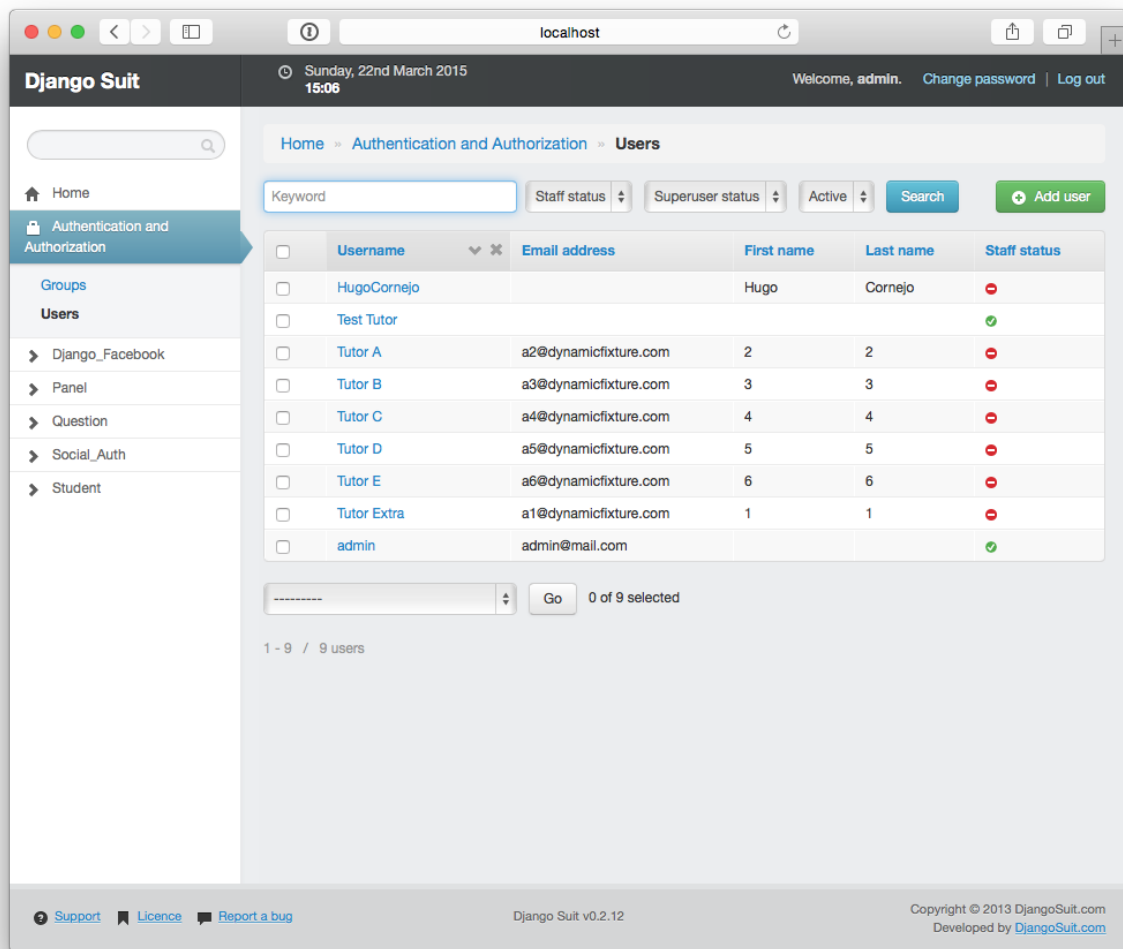 localhost
Django Suit
Sunday, 22nd March 2015
15:06
Welcome, admin. Change password | Log out
Home » Authentication and Authorization » Users
Home
Authentication and
Authorization
Groups
Users
Django_Facebook
Panel
Question
Social_Auth
Student
Keyword Staff status Superuser status Active Search Add user
Username Email address First name Last name Staff status
HugoCornejo Hugo Cornejo
Test Tutor
Tutor A a2@dynamicfixture.com 2 2
Tutor B a3@dynamicfixture.com 3 3
Tutor C a4@dynamicfixture.com 4 4
Tutor D a5@dynamicfixture.com 5 5
Tutor E a6@dynamicfixture.com 6 6
Tutor Extra a1@dynamicfixture.com 1 1
admin admin@mail.com
--------- Go 0 of 9 selected
1 - 9 / 9 users
Support Licence Report a bug
Django Suit v0.2.12
Copyright © 2013 DjangoSuit.com
Developed by DjangoSuit.com